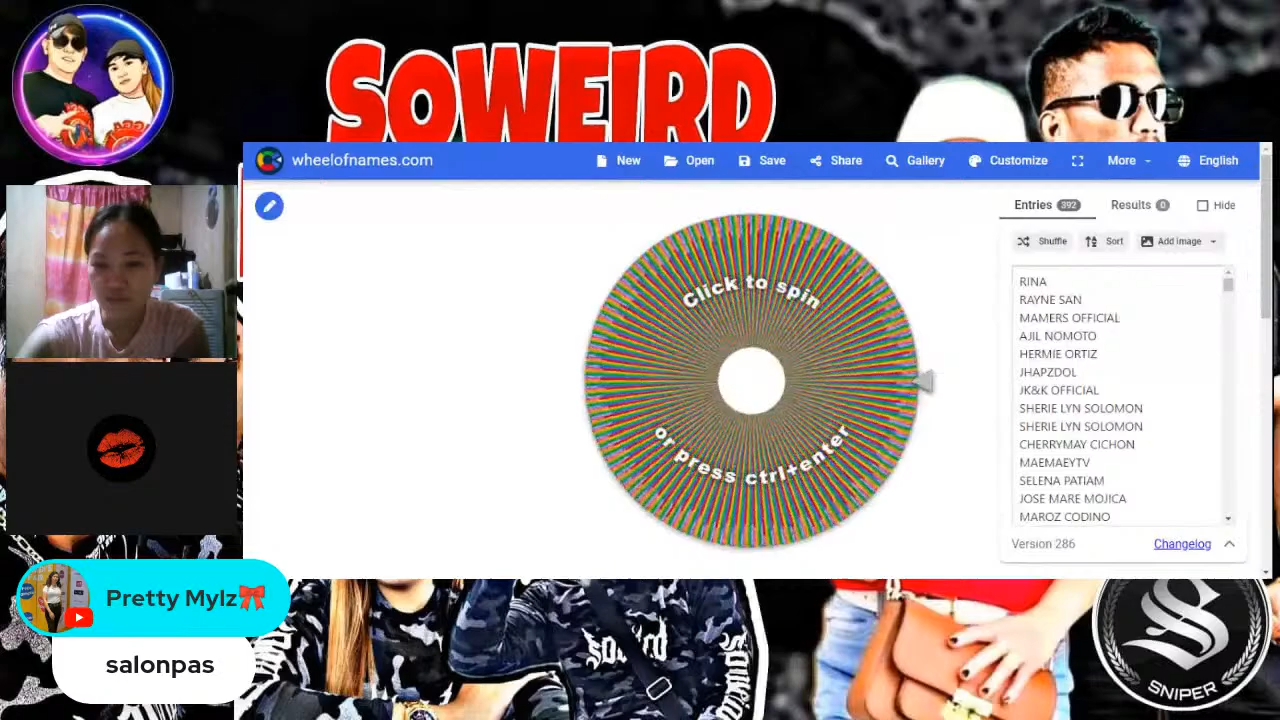 SOWEIRD
wheelofnames.com
New
Open
Save
Share
Gallery
Customize
More
English
Entries 392
Results 0
Hide
Shuffle
Sort
Add image
Click to spin
or press ctrl+enter
RINA
RAYNE SAN
MAMERS OFFICIAL
AJIL NOMOTO
HERMIE ORTIZ
JHAPZDOL
JK&K OFFICIAL
SHERIE LYN SOLOMON
SHERIE LYN SOLOMON
CHERRYMAY CICHON
MAEMAEYTV
SELENA PATIAM
JOSE MARE MOJICA
MAROZ CODINO
Version 286
Changelog
Pretty Mylz🎀
salonpas
S
SNIPER